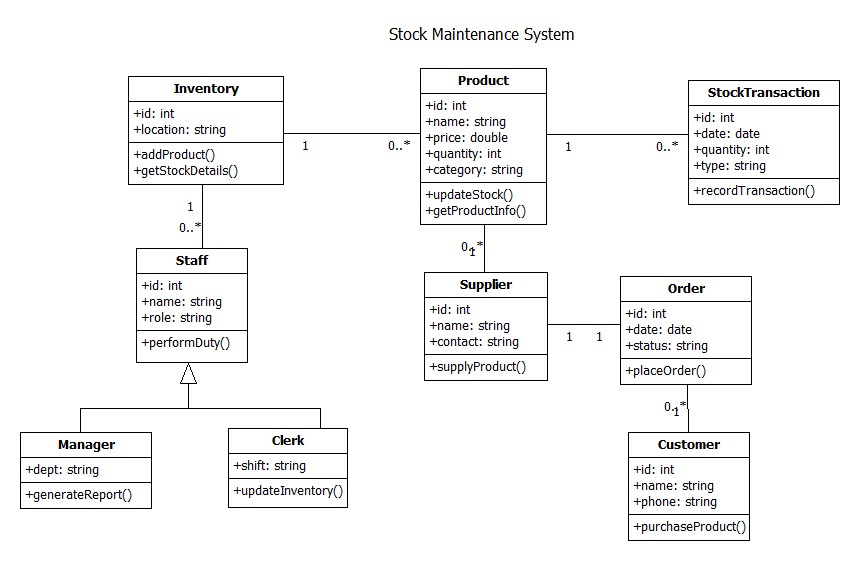 Stock Maintenance System
Inventory
+id: int
+location: string
+addProduct()
+getStockDetails()
1
0..*
Product
+id: int
+name: string
+price: double
+quantity: int
+category: string
+updateStock()
+getProductInfo()
1
0..*
StockTransaction
+id: int
+date: date
+quantity: int
+type: string
+recordTransaction()
1
0..*
Staff
+id: int
+name: string
+role: string
+performDuty()
0..*
1
Supplier
+id: int
+name: string
+contact: string
+supplyProduct()
1
1
Order
+id: int
+date: date
+status: string
+placeOrder()
0..*
1
Manager
+dept: string
+generateReport()
Clerk
+shift: string
+updateInventory()
Customer
+id: int
+name: string
+phone: string
+purchaseProduct()